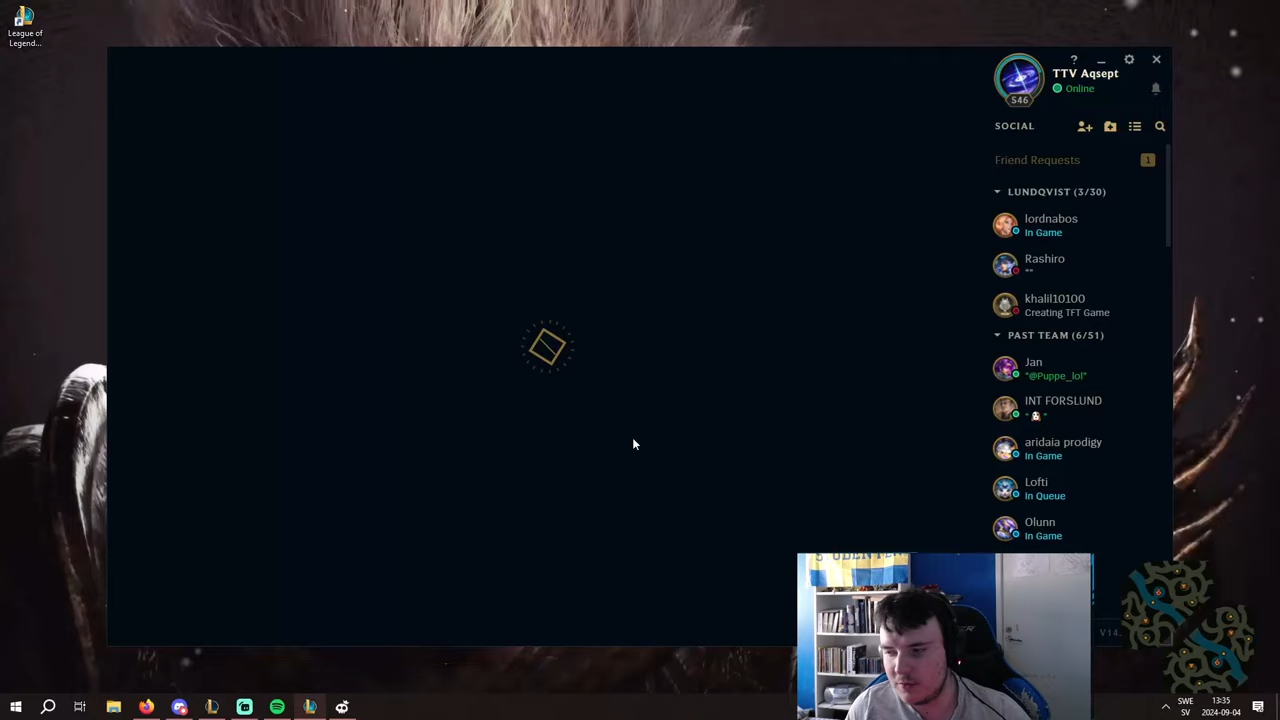 League of
Legend...
?
TTV Aqsept
546
Online
SOCIAL
Friend Requests
1
LUNDQVIST (3/30)
lordnabos
In Game
Rashiro
""
khalil10100
Creating TFT Game
PAST TEAM (6/51)
Jan
"@Puppe_lol"
INT FORSLUND
aridaia prodigy
In Game
Lofti
In Queue
Olunn
In Game
V14.
SWE
SV
13:35
2024-09-04